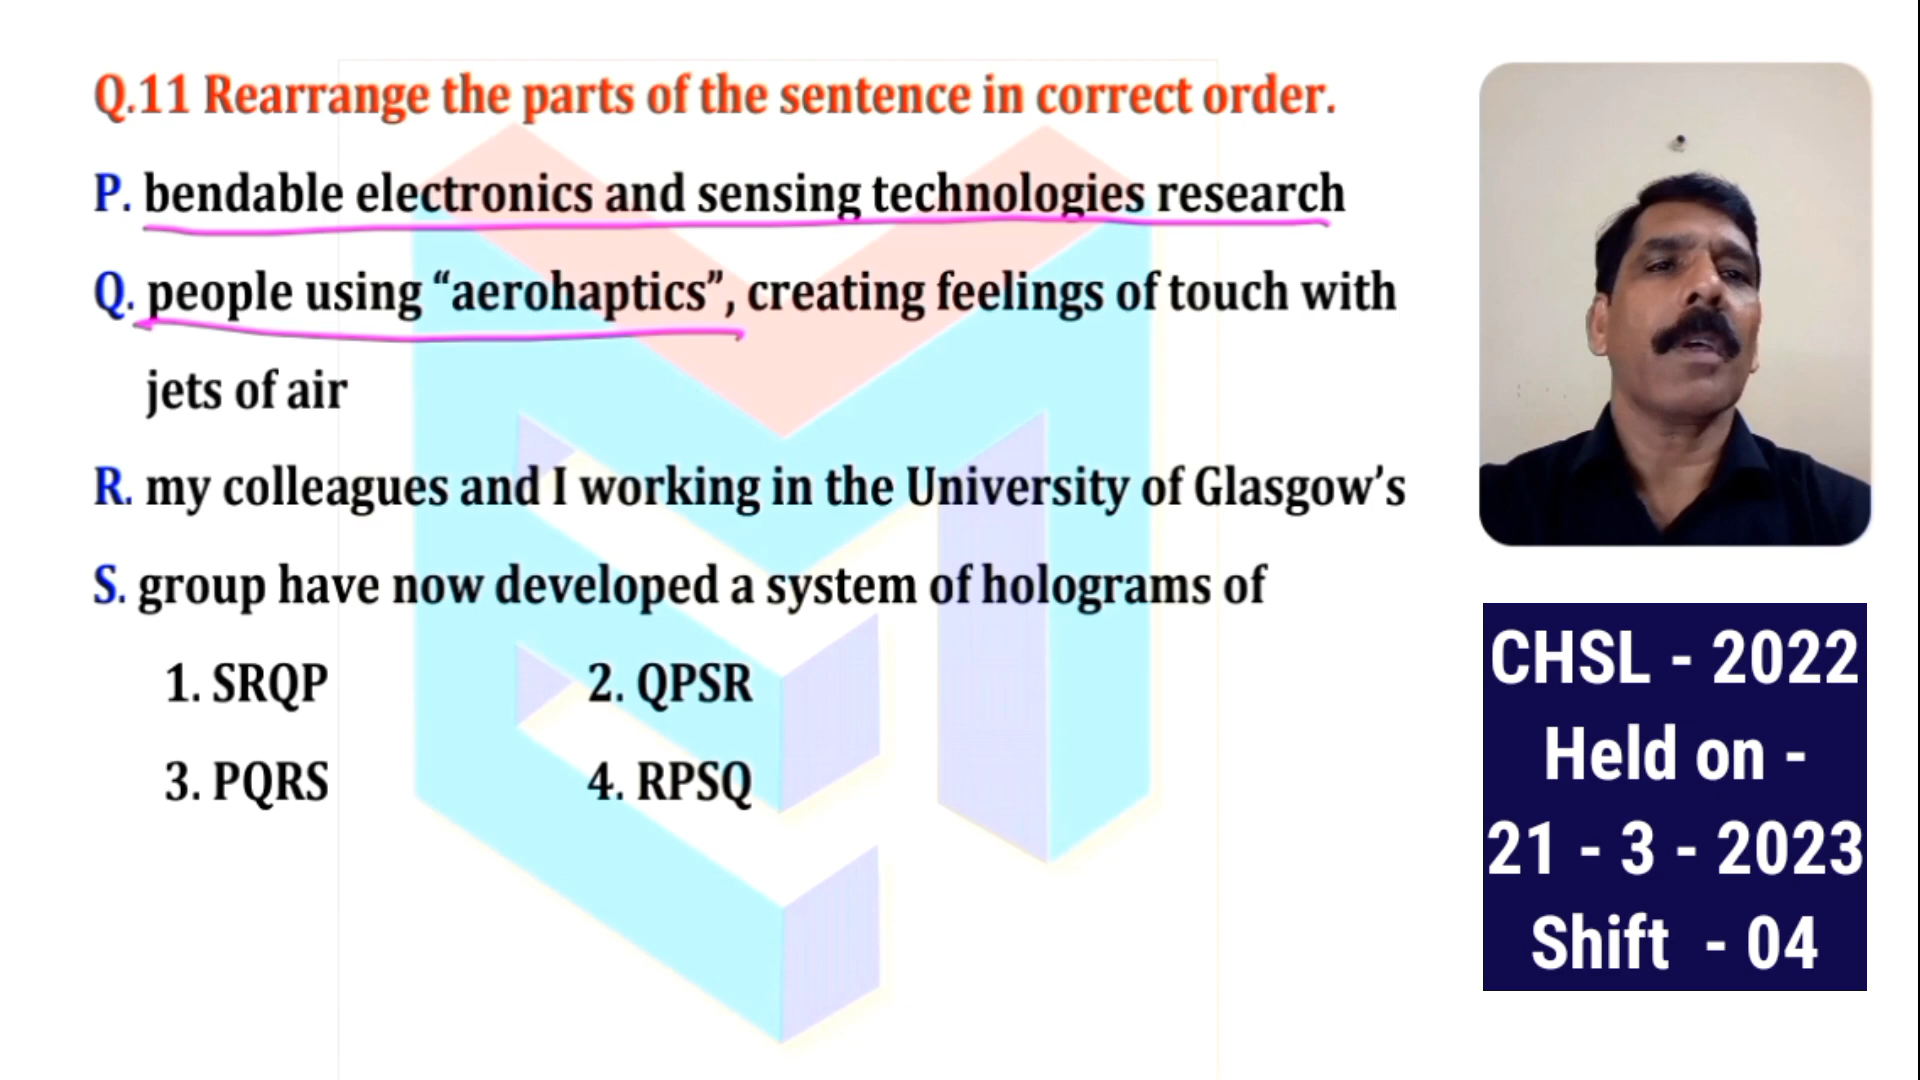 Q.11 Rearrange the parts of the sentence in correct order.
P. bendable electronics and sensing technologies research
Q. people using “aerohaptics”, creating feelings of touch with
jets of air
R. my colleagues and I working in the University of Glasgow’s
S. group have now developed a system of holograms of
1. SRQP 2. QPSR
3. PQRS 4. RPSQ
CHSL - 2022
Held on -
21 - 3 - 2023
Shift - 04